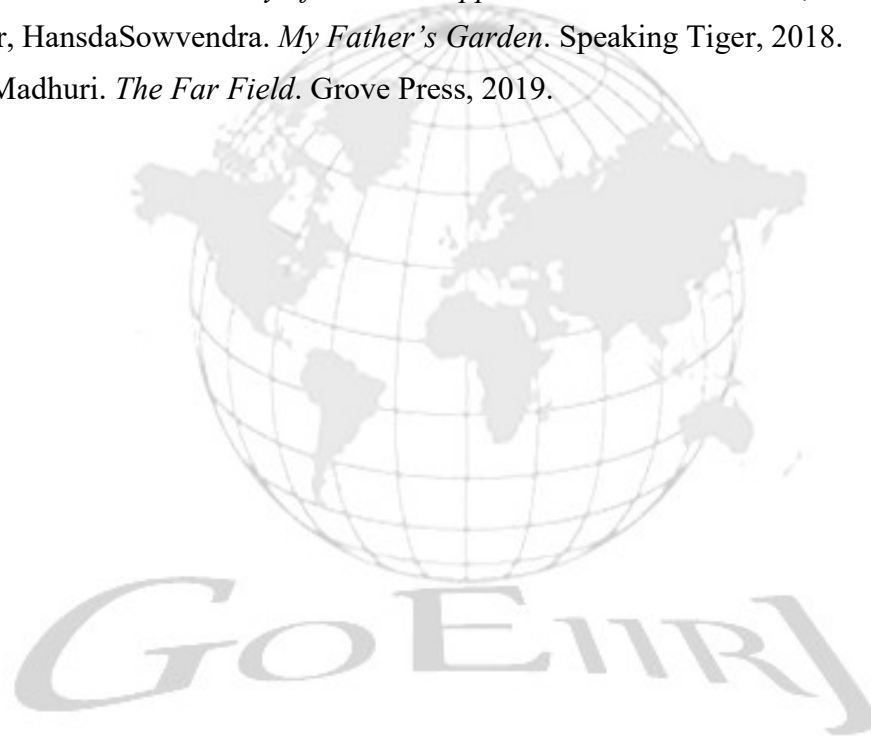 r, HansdaSowvendra. My Father’s Garden. Speaking Tiger, 2018.
Madhuri. The Far Field. Grove Press, 2019.
GOEIIRJ